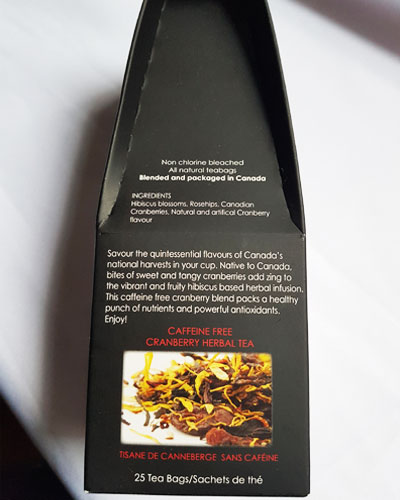 Non chlorine bleached
All natural teabags
Blended and packaged in Canada
INGREDIENTS
Hibiscus blossoms, Rosehips, Canadian
Cranberries, Natural and artifical Cranberry
flavour
Savour the quintessential flavours of Canada's
national harvests in your cup. Native to Canada,
bites of sweet and tangy cranberries add zing to
the vibrant and fruity hibiscus based herbal infusion.
This caffeine free cranberry blend packs a healthy
punch of nutrients and powerful antioxidants.
Enjoy!
CAFFEINE FREE
CRANBERRY HERBAL TEA
TISANE DE CANNEBERGE SANS CAFÉINE
25 Tea Bags/Sachets de thé